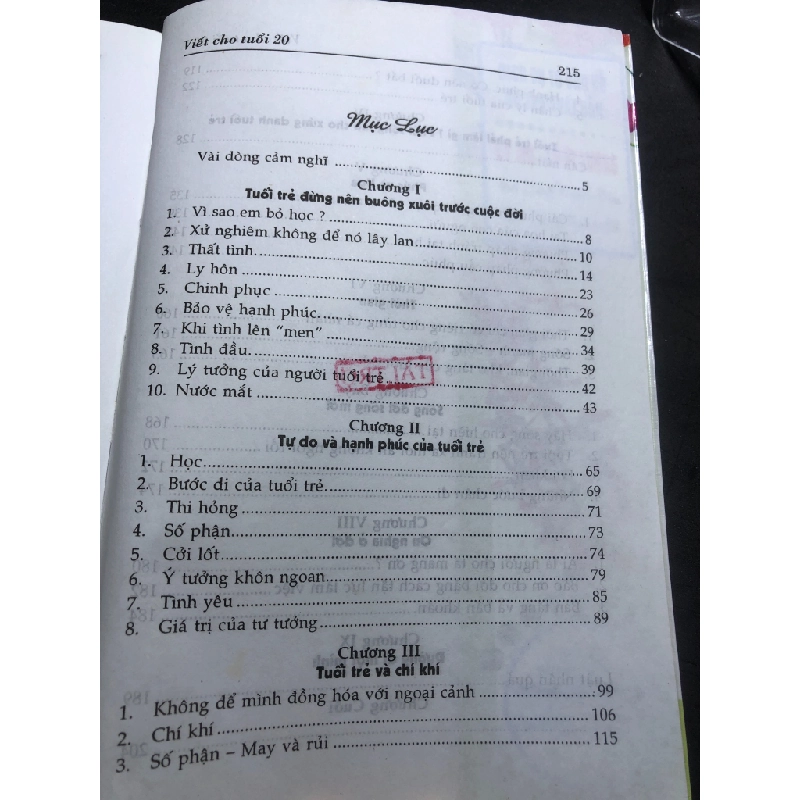 Viết cho tuổi 20
215
Mục Lục
Vài dòng cảm nghĩ 5
Chương I
Tuổi trẻ đừng nên buông xuôi trước cuộc đời
1. Vì sao em bỏ học ? 8
2. Xử nghiêm không để nó lây lan 10
3. Thất tình 14
4. Ly hôn 23
5. Chinh phục 26
6. Bảo vệ hạnh phúc 29
7. Khi tình lên "men" 34
8. Tình đầu 39
9. Lý tưởng của người tuổi trẻ 42
10. Nước mắt 43
Chương II
Tự do và hạnh phúc của tuổi trẻ
1. Học 65
2. Bước đi của tuổi trẻ 69
3. Thi hỏng 71
4. Số phận 73
5. Cởi lốt 74
6. Ý tưởng khôn ngoan 79
7. Tình yêu 85
8. Giá trị của tư tưởng 89
Chương III
Tuổi trẻ và chí khí
1. Không để mình đồng hóa với ngoại cảnh 99
2. Chí khí 106
3. Số phận – May và rủi 115